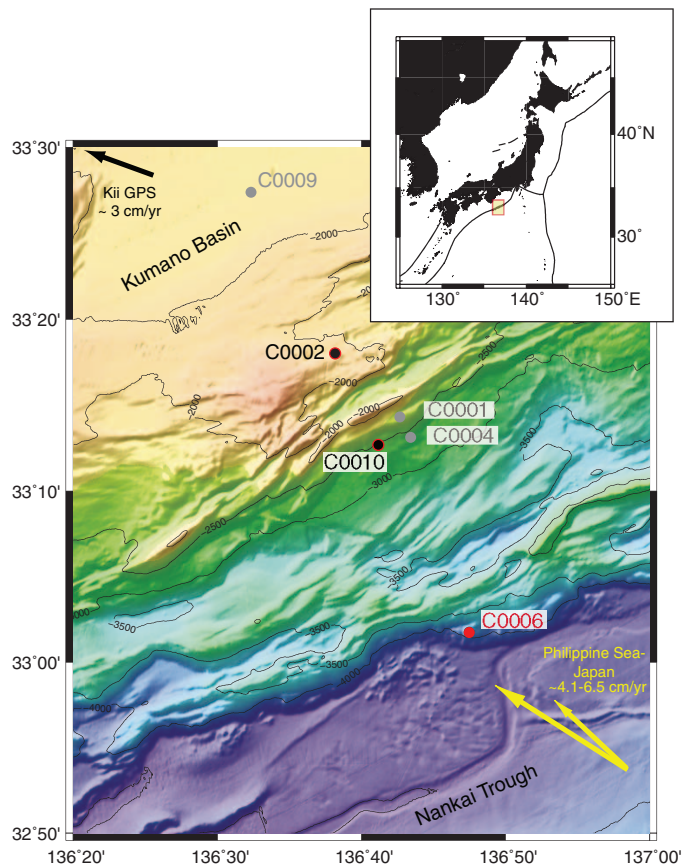 40°N
30°
130°
140°
150°E
33°30'
33°20'
33°10'
33°00'
32°50'
Kii GPS
~ 3 cm/yr
C0009
Kumano Basin
−2000
C0002
−2000
−2000
−2000
−2000
−2500
C0001
C0004
C0010
−3500
−3000
−2500
−3500
−3500
−3500
−3500
−4000
−4000
C0006
Philippine Sea-
Japan
~4.1-6.5 cm/yr
Nankai Trough
136°20'
136°30'
136°40'
136°50'
137°00'